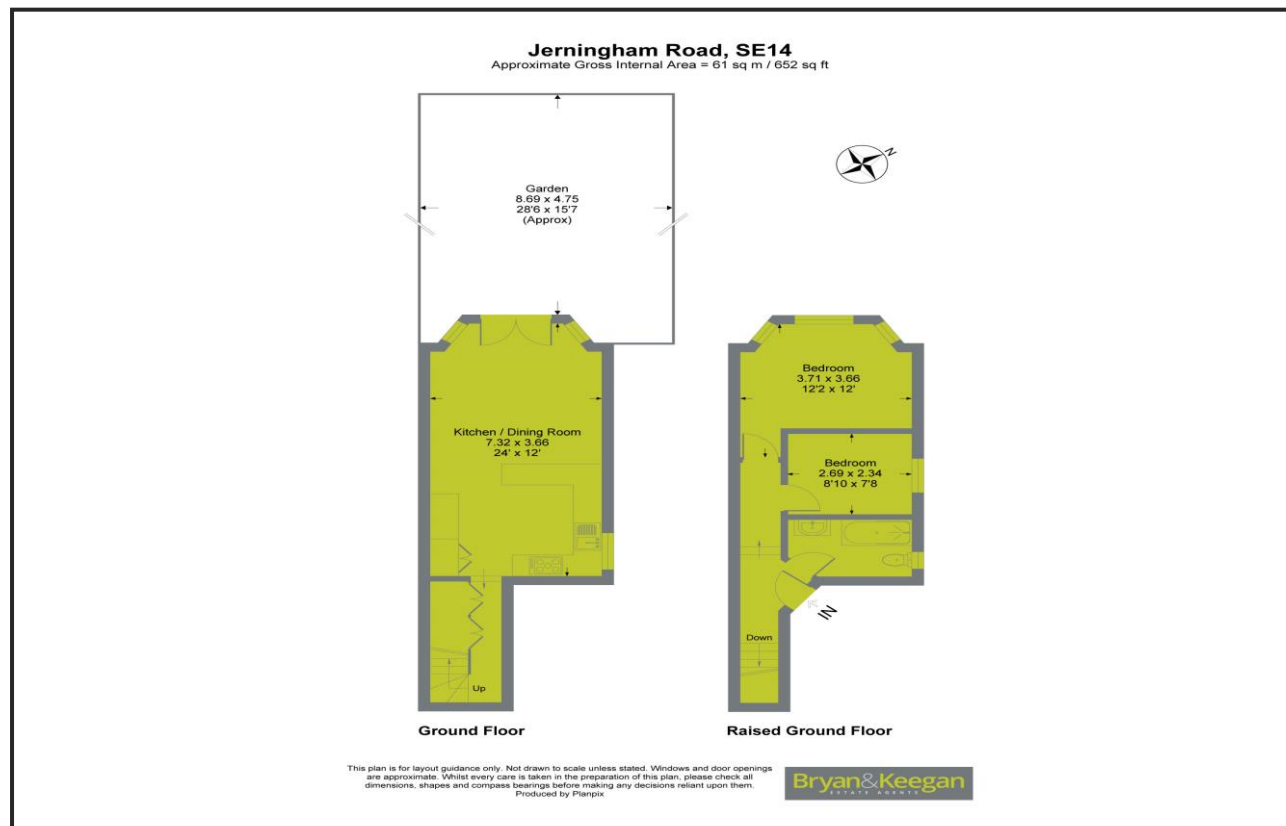 Jerningham Road, SE14
Approximate Gross Internal Area = 61 sq m / 652 sq ft
N
Garden
8.69 x 4.75
28'6 x 15'7
(Approx)
Kitchen / Dining Room
7.32 x 3.66
24' x 12'
Up
Ground Floor
Bedroom
3.71 x 3.66
12'2 x 12'
Bedroom
2.69 x 2.34
8'10 x 7'8
IN
Down
Raised Ground Floor
This plan is for layout guidance only. Not drawn to scale unless stated. Windows and door openings
are approximate. Whilst every care is taken in the preparation of this plan, please check all
dimensions, shapes and compass bearings before making any decisions reliant upon them.
Produced by Planpix
Bryan&Keegan
ESTATE AGENTS